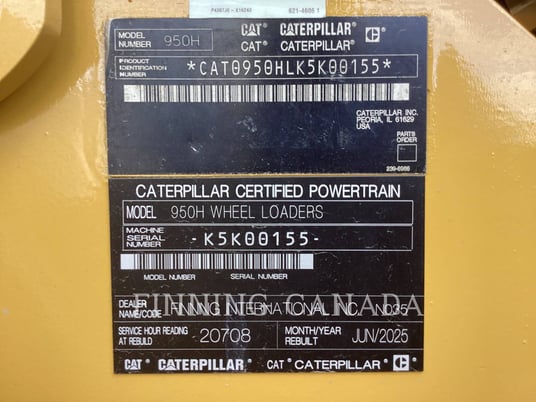 621-4695 1
MODEL NUMBER 950H CAT CATERPILLAR
CAT® CATERPILLAR®
PRODUCT IDENTIFICATION NUMBER *CAT0950HLK5K00155*
CATERPILLAR INC.
PEORIA, IL 61629
USA
PARTS ORDER
239-6986
CATERPILLAR CERTIFIED POWERTRAIN
MODEL 950H WHEEL LOADERS
MACHINE SERIAL NUMBER -K5K00155-
MODEL NUMBER SERIAL NUMBER
DEALER NAME/CODE FINNING INTERNATIONAL INC. N035
FINNING CANADA
SERVICE HOUR READING AT REBUILD 20708 MONTH/YEAR REBUILT JUN/2025
CAT® CATERPILLAR® CAT® CATERPILLAR®